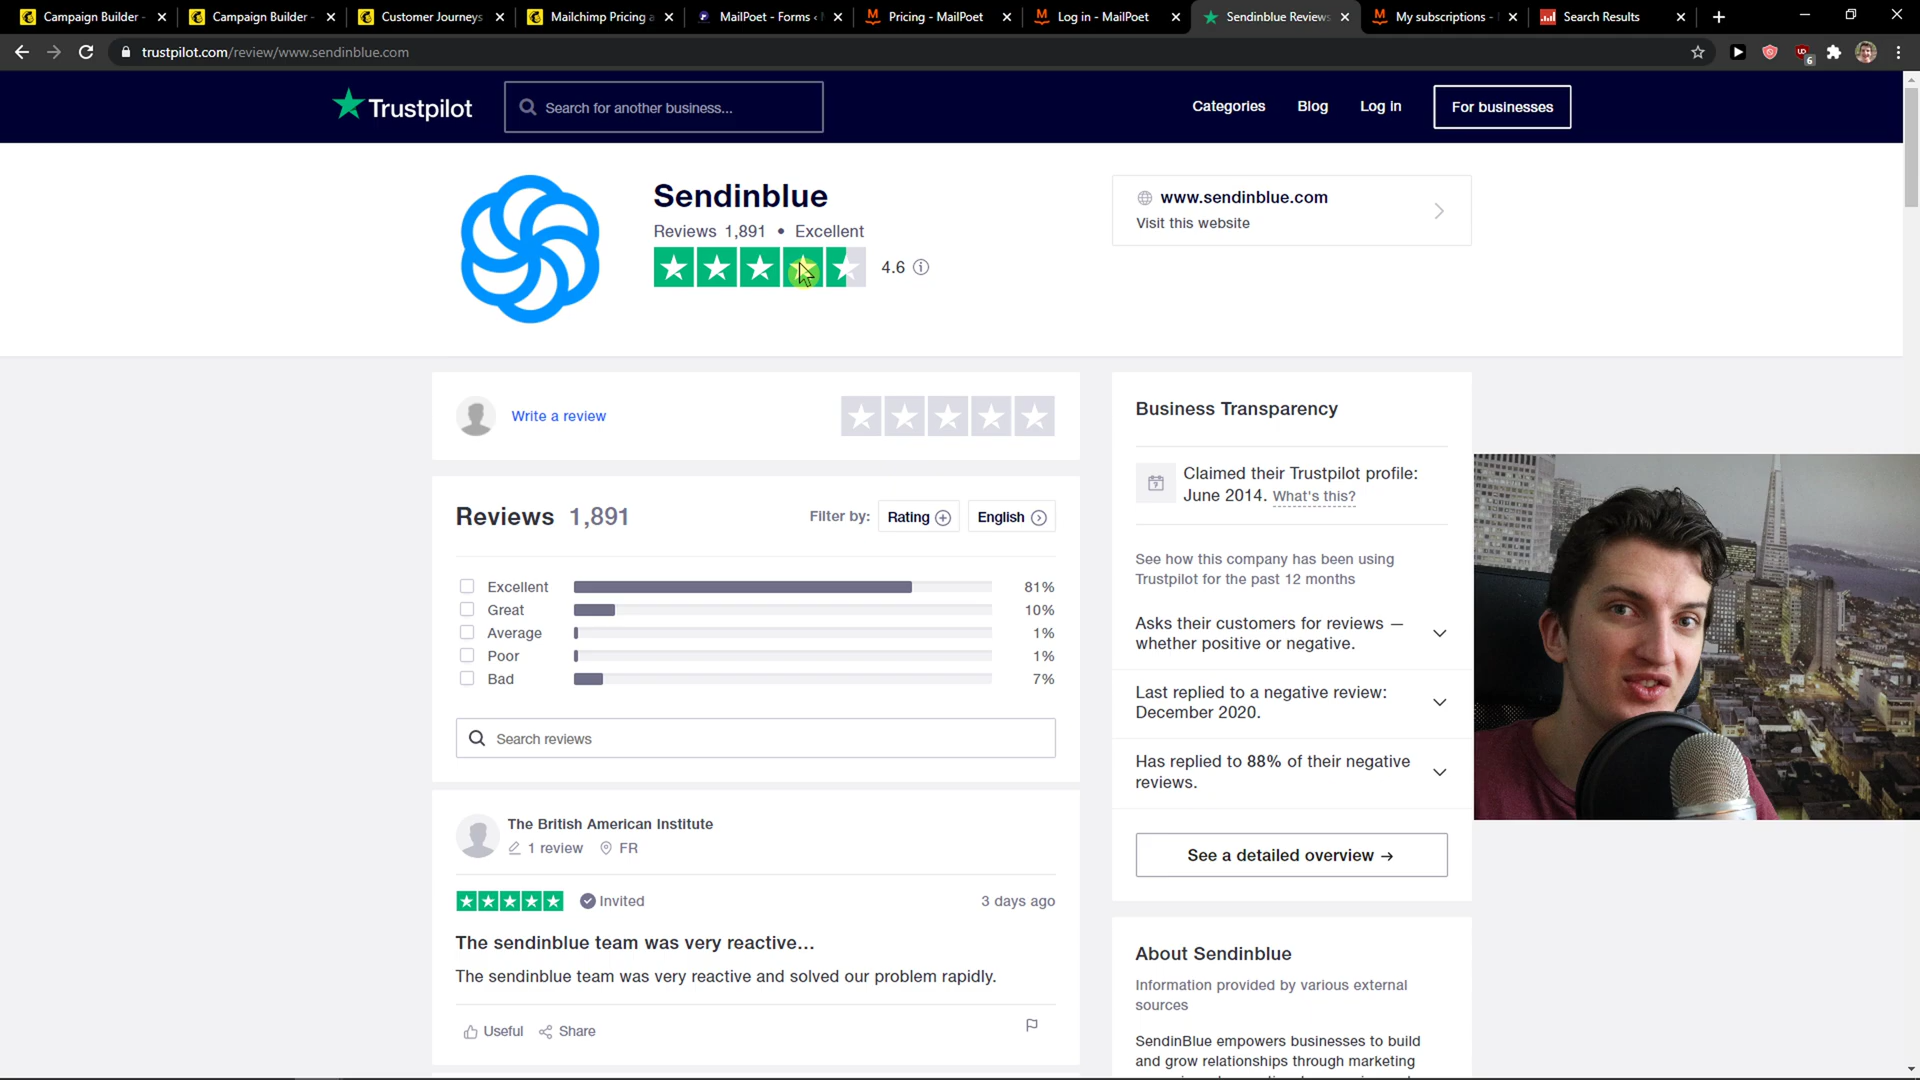 Campaign Builder -
Campaign Builder -
Customer Journeys
Mailchimp Pricing a
MailPoet - Forms ‹
Pricing - MailPoet
Log in - MailPoet
Sendinblue Reviews
My subscriptions -
Search Results
trustpilot.com/review/www.sendinblue.com
6
Trustpilot
Search for another business...
Categories
Blog
Log In
For businesses
Sendinblue
Reviews 1,891 • Excellent
4.6
www.sendinblue.com
Visit this website
Write a review
Reviews 1,891
Filter by:
Rating
English
Excellent 81%
Great 10%
Average 1%
Poor 1%
Bad 7%
Search reviews
The British American Institute
1 review
FR
Invited
3 days ago
The sendinblue team was very reactive…
The sendinblue team was very reactive and solved our problem rapidly.
Useful
Share
Business Transparency
Claimed their Trustpilot profile:
June 2014. What's this?
See how this company has been using
Trustpilot for the past 12 months
Asks their customers for reviews —
whether positive or negative.
Last replied to a negative review:
December 2020.
Has replied to 88% of their negative
reviews.
See a detailed overview →
About Sendinblue
Information provided by various external
sources
SendinBlue empowers businesses to build
and grow relationships through marketing